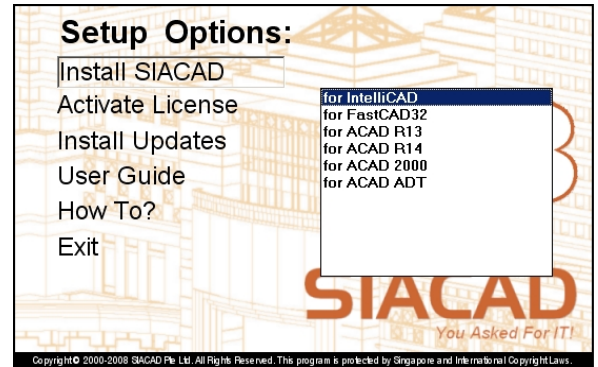 Setup Options:
Install SIACAD
Activate License
Install Updates
User Guide
How To?
Exit
for IntelliCAD
for FastCAD32
for ACAD R13
for ACAD R14
for ACAD 2000
for ACAD ADT
SIACAD
You Asked For IT!
Copyright© 2000-2008 SIACAD Pte Ltd. All Rights Reserved. This program is protected by Singapore and International Copyright Laws.